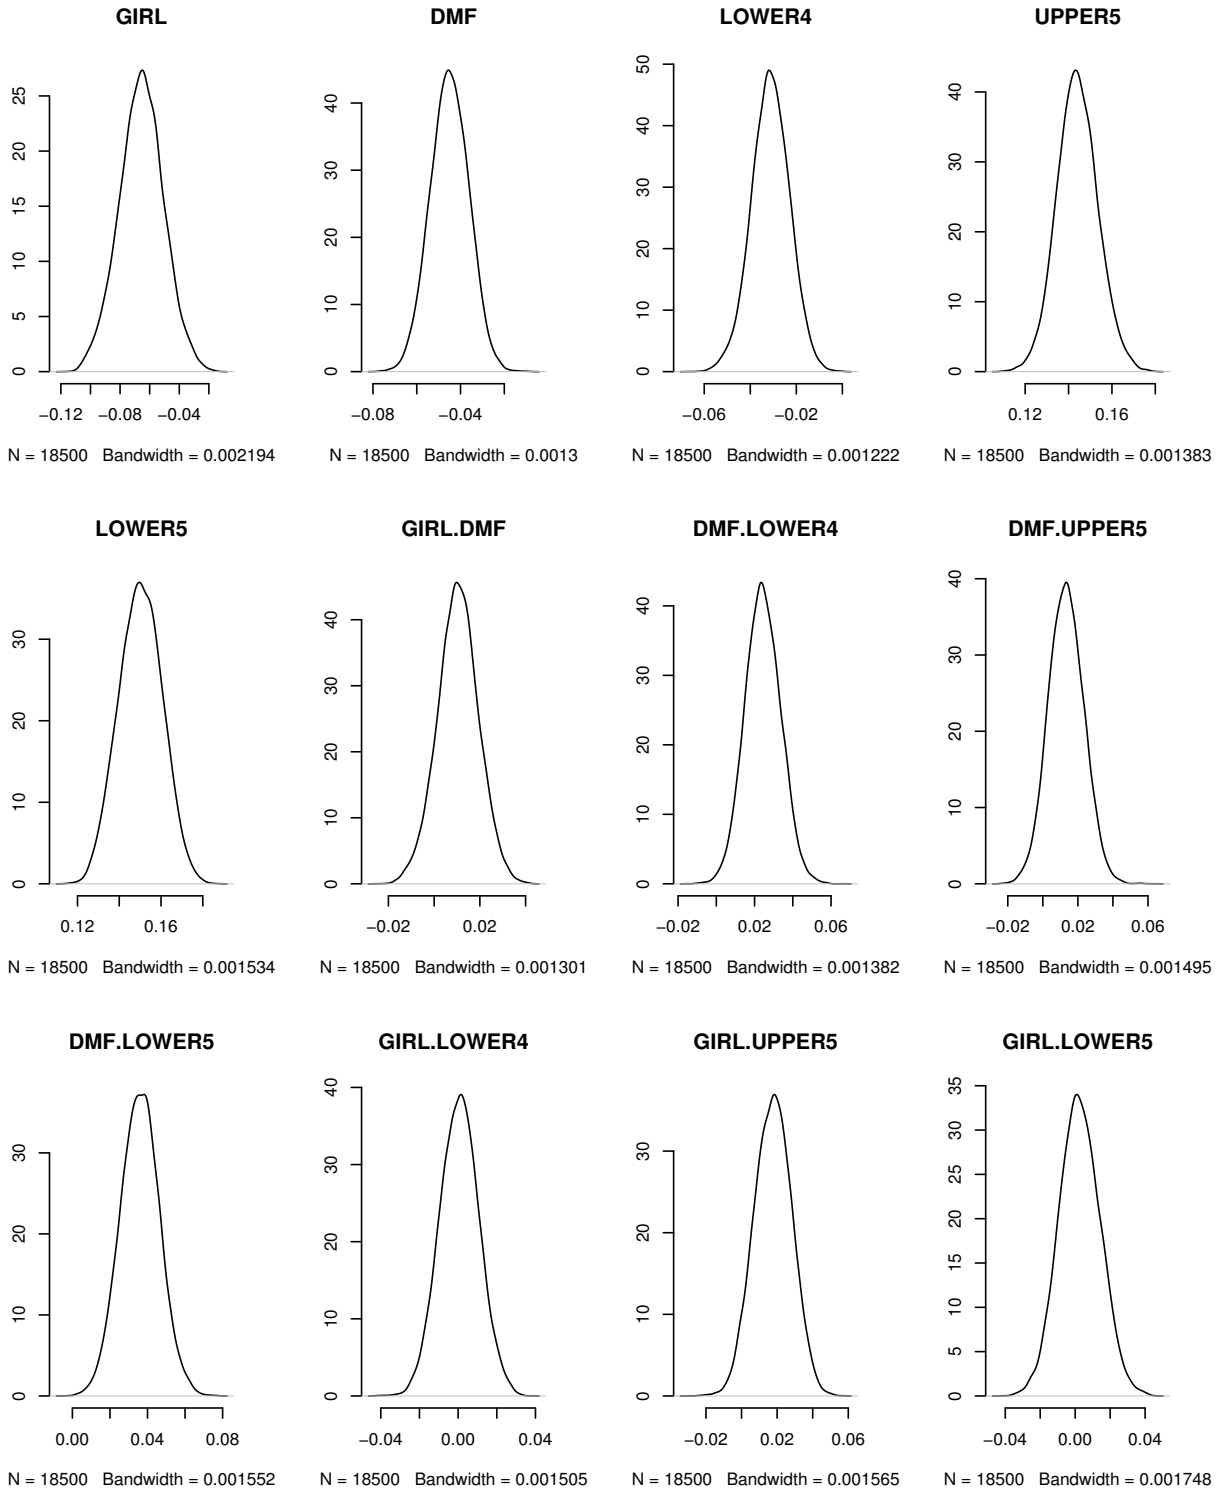 GIRL
DMF
LOWER4
UPPER5
0 5 10 15 20 25
−0.12 −0.08 −0.04
N = 18500 Bandwidth = 0.002194
0 10 20 30 40
−0.08 −0.04
N = 18500 Bandwidth = 0.0013
0 10 20 30 40 50
−0.06 −0.02
N = 18500 Bandwidth = 0.001222
0 10 20 30 40
0.12 0.16
N = 18500 Bandwidth = 0.001383
LOWER5
GIRL.DMF
DMF.LOWER4
DMF.UPPER5
0 10 20 30
0.12 0.16
N = 18500 Bandwidth = 0.001534
0 10 20 30 40
−0.02 0.02
N = 18500 Bandwidth = 0.001301
0 10 20 30 40
−0.02 0.02 0.06
N = 18500 Bandwidth = 0.001382
0 10 20 30 40
−0.02 0.02 0.06
N = 18500 Bandwidth = 0.001495
DMF.LOWER5
GIRL.LOWER4
GIRL.UPPER5
GIRL.LOWER5
0 10 20 30
0.00 0.04 0.08
N = 18500 Bandwidth = 0.001552
0 10 20 30 40
−0.04 0.00 0.04
N = 18500 Bandwidth = 0.001505
0 10 20 30
−0.02 0.02 0.06
N = 18500 Bandwidth = 0.001565
0 5 10 15 20 25 30 35
−0.04 0.00 0.04
N = 18500 Bandwidth = 0.001748